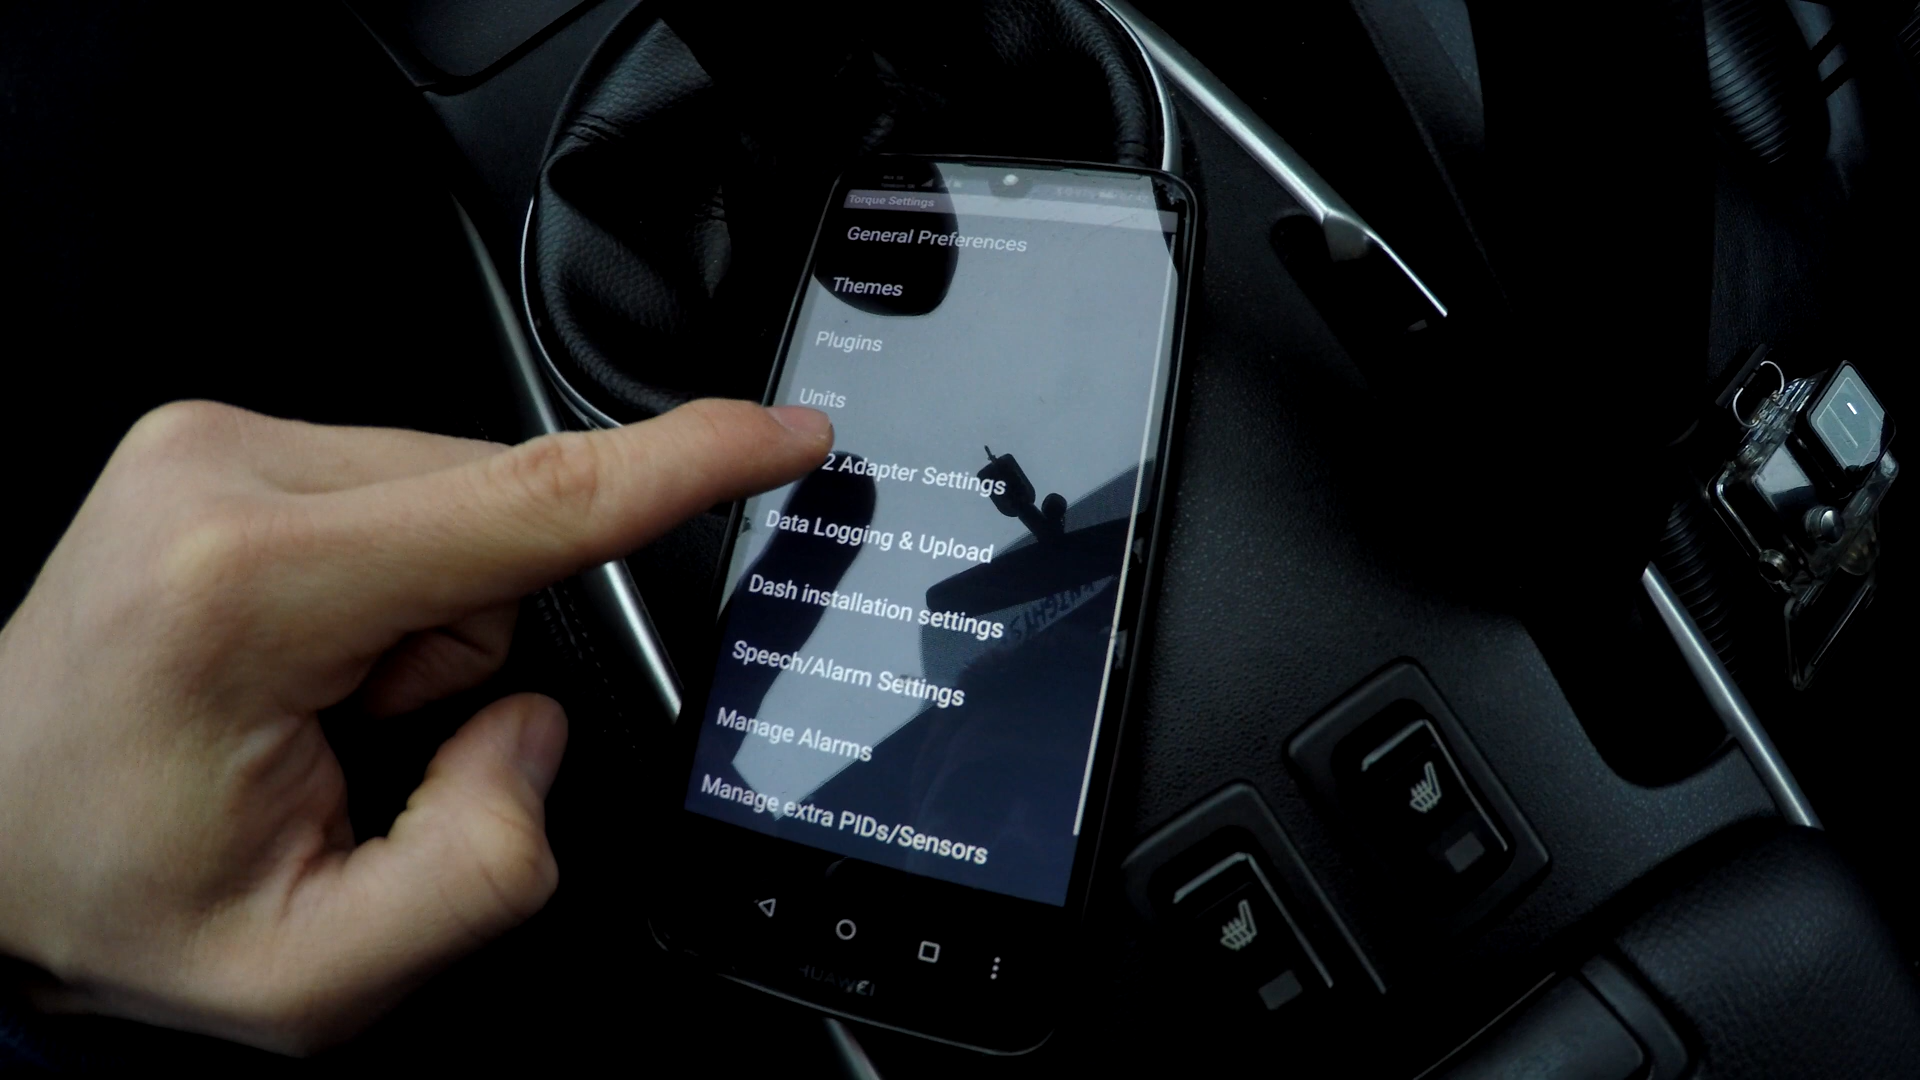 Torque Settings
General Preferences
Themes
Plugins
Units
2 Adapter Settings
Data Logging & Upload
Dash installation settings
Speech/Alarm Settings
Manage Alarms
Manage extra PIDs/Sensors
HUAWEI